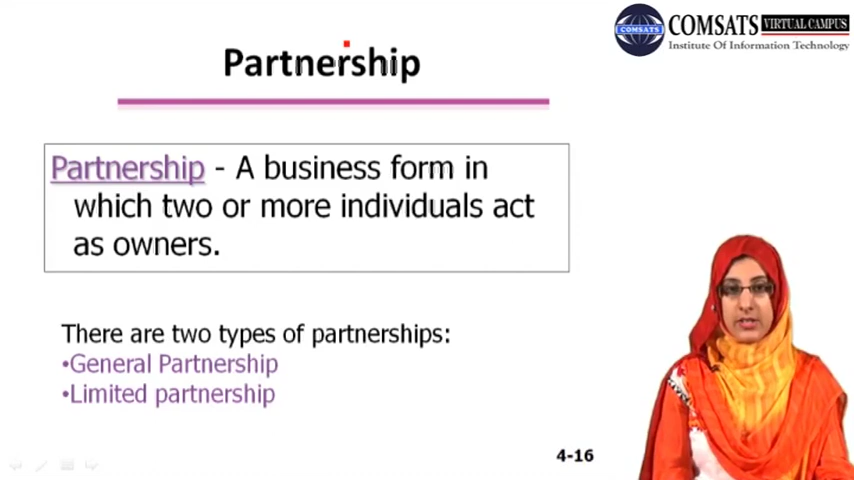 COMSATS VIRTUAL CAMPUS
COMSATS Institute Of Information Technology
Partnership
Partnership - A business form in
which two or more individuals act
as owners.
There are two types of partnerships:
•General Partnership
•Limited partnership
4-16